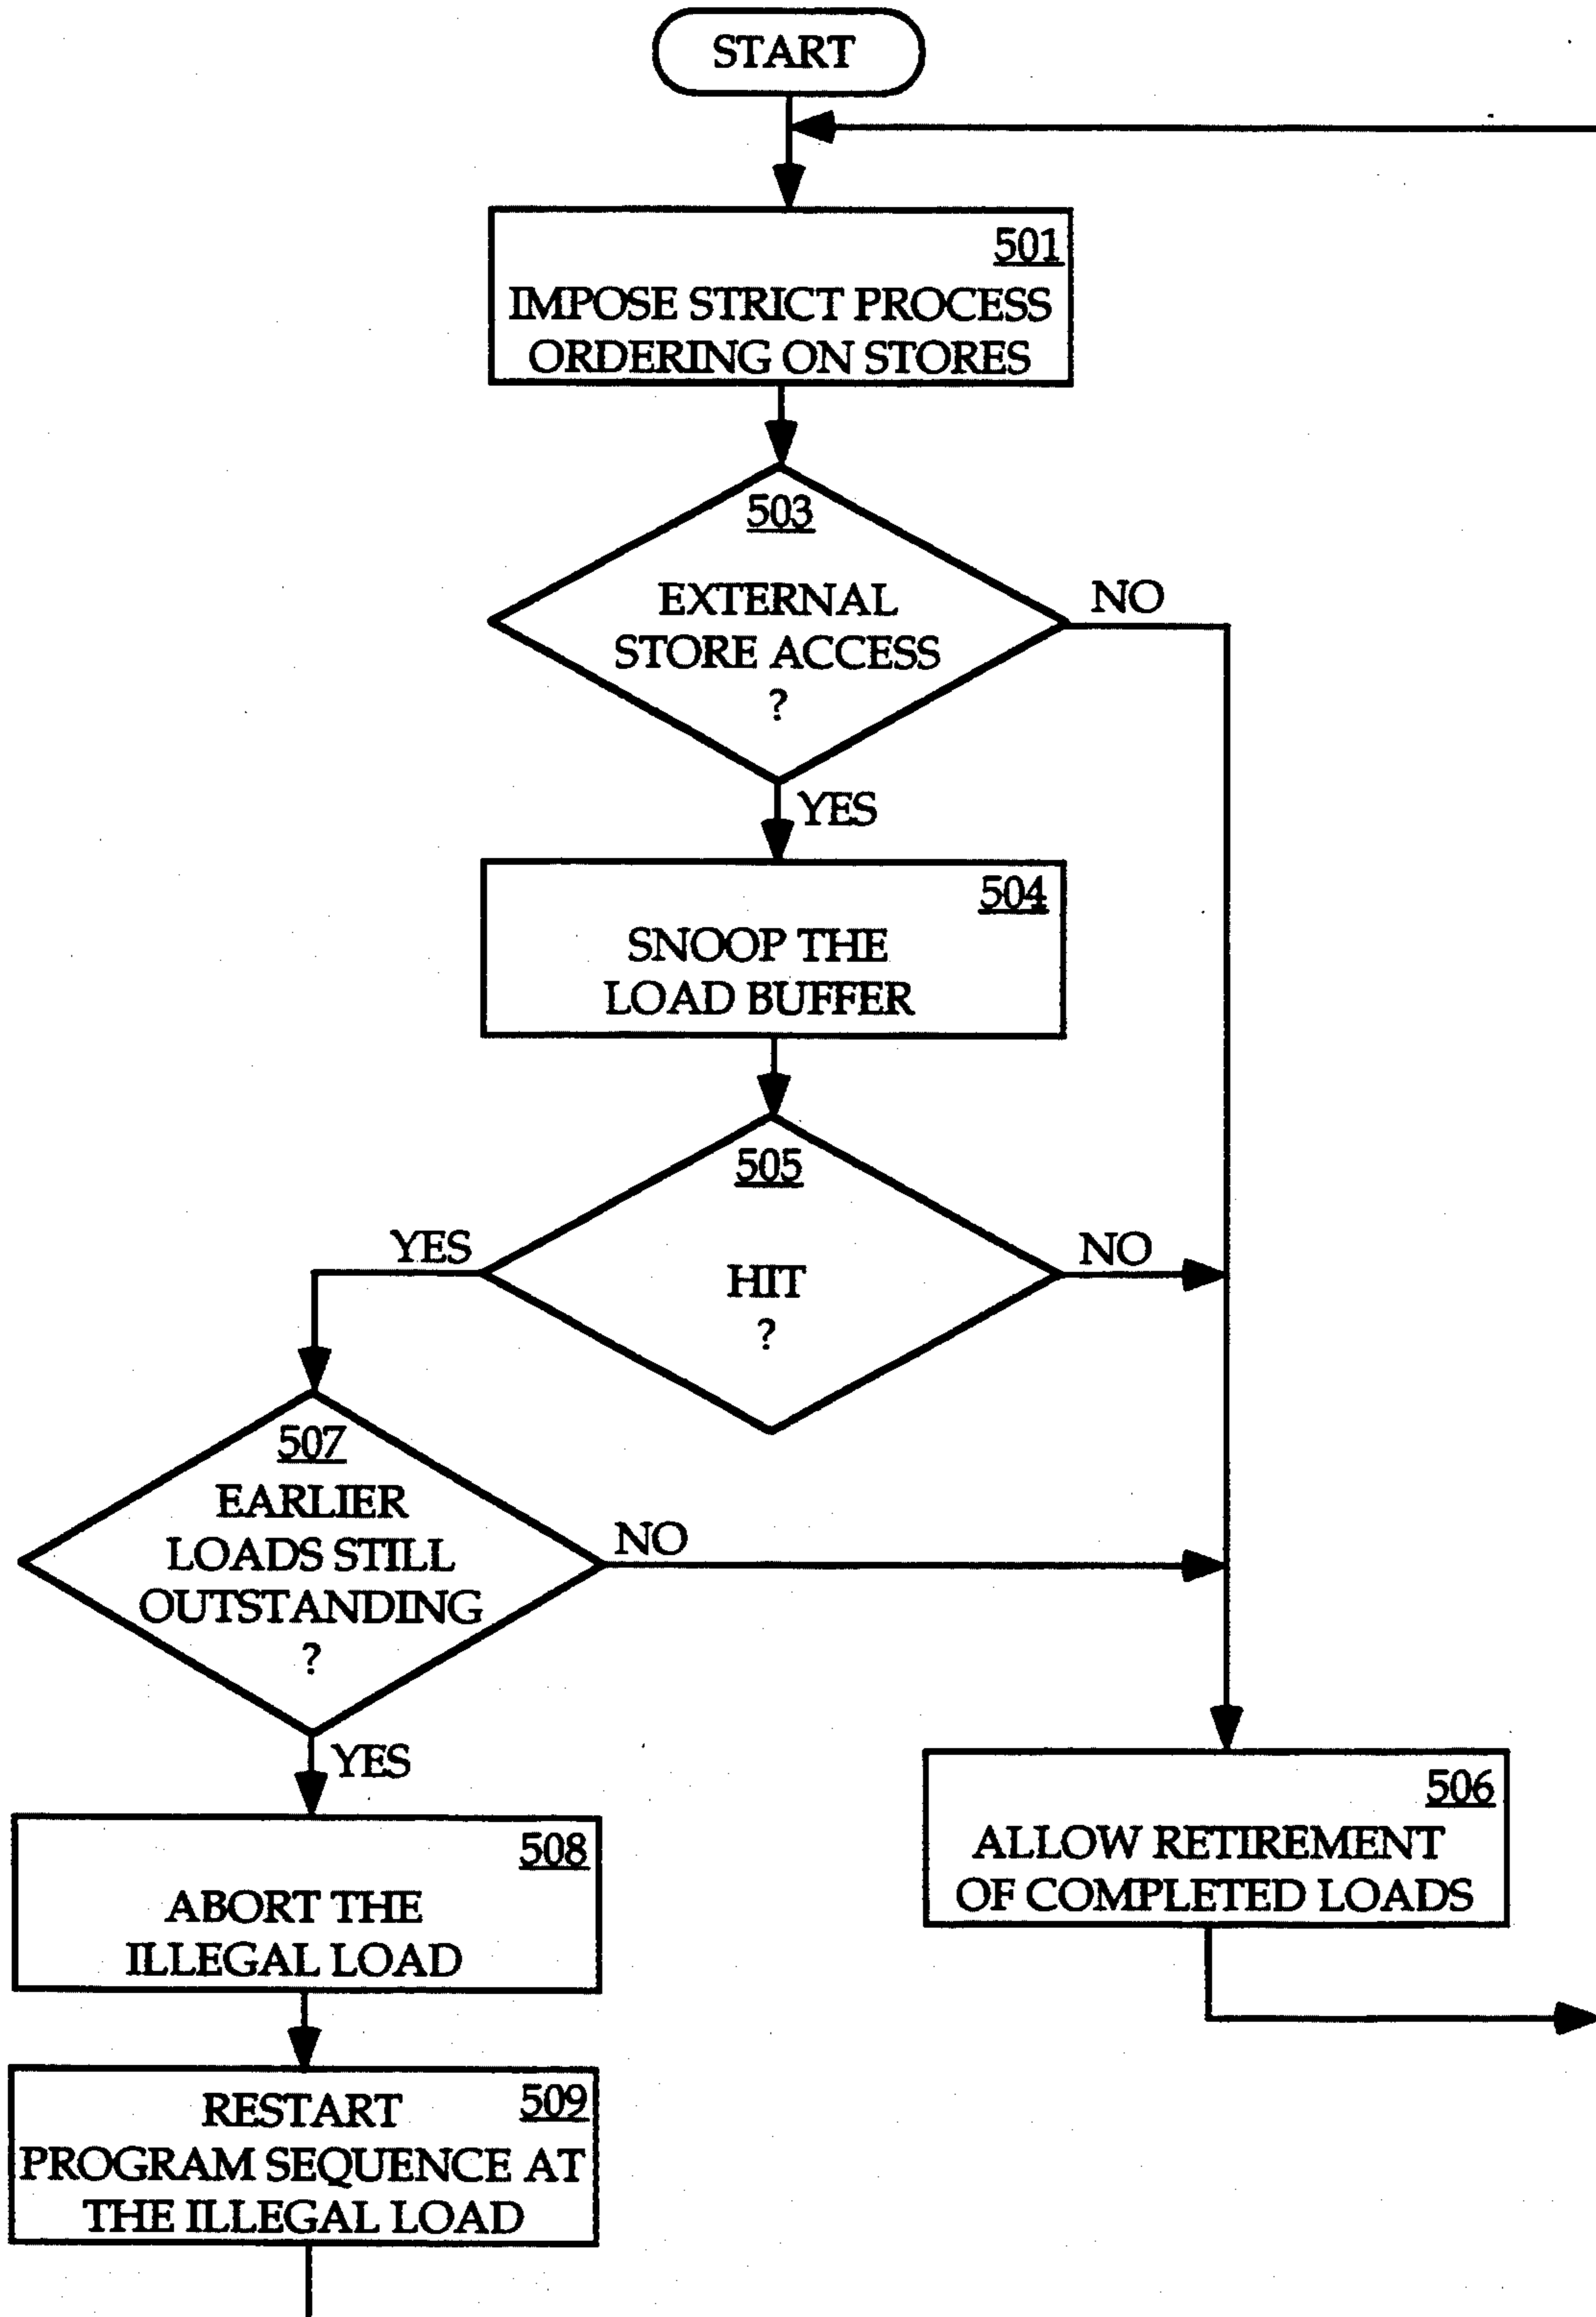 START
501
IMPOSE STRICT PROCESS
ORDERING ON STORES
503
EXTERNAL
STORE ACCESS
?
NO
YES
504
SNOOP THE
LOAD BUFFER
505
HIT
?
YES
NO
507
EARLIER
LOADS STILL
OUTSTANDING
?
NO
YES
508
ABORT THE
ILLEGAL LOAD
506
ALLOW RETIREMENT
OF COMPLETED LOADS
509
RESTART
PROGRAM SEQUENCE AT
THE ILLEGAL LOAD